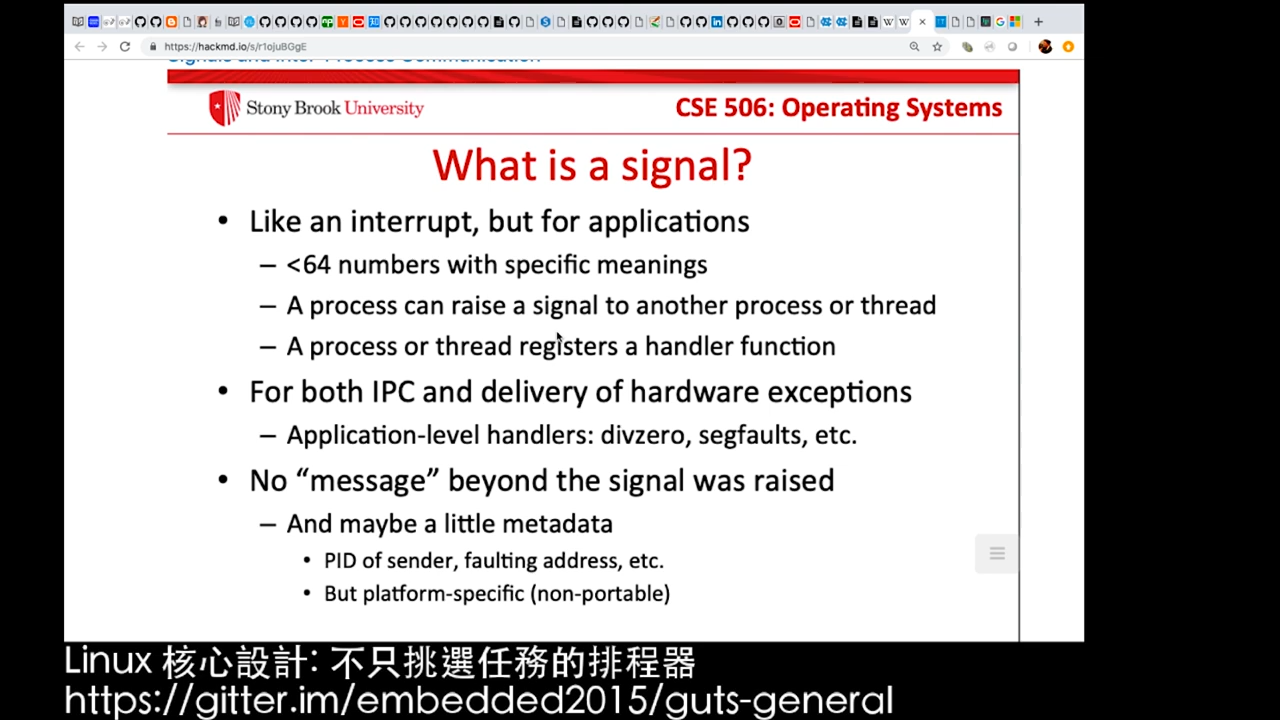 https://hackmd.io/s/r1ojuBGgE
Signals and Inter-Process Communication
Stony Brook University
CSE 506: Operating Systems
What is a signal?
• Like an interrupt, but for applications
– <64 numbers with specific meanings
– A process can raise a signal to another process or thread
– A process or thread registers a handler function
• For both IPC and delivery of hardware exceptions
– Application-level handlers: divzero, segfaults, etc.
• No “message” beyond the signal was raised
– And maybe a little metadata
• PID of sender, faulting address, etc.
• But platform-specific (non-portable)
Linux 核心設計: 不只挑選任務的排程器
https://gitter.im/embedded2015/guts-general